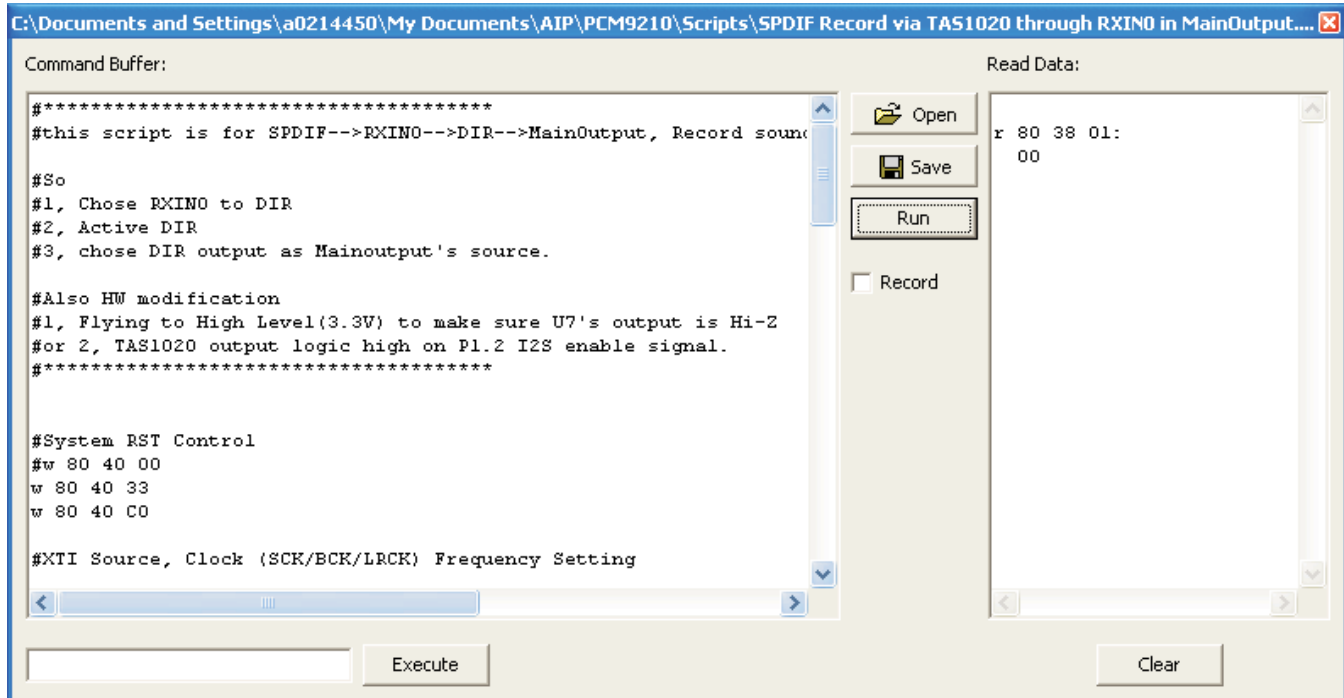 C:\Documents and Settings\a0214450\My Documents\AIP\PCM9210\Scripts\SPDIF Record via TAS1020 through RXIN0 in MainOutput....
Command Buffer:
#**************************************
#this script is for SPDIF-->RXIN0-->DIR-->MainOutput, Record soun
#So
#1, Chose RXIN0 to DIR
#2, Active DIR
#3, chose DIR output as Mainoutput's source.
#Also HW modification
#1, Flying to High Level(3.3V) to make sure U7's output is Hi-Z
#or 2, TAS1020 output logic high on P1.2 I2S enable signal.
#**************************************
#System RST Control
#w 80 40 00
w 80 40 33
w 80 40 C0
#XTI Source, Clock (SCK/BCK/LRCK) Frequency Setting
Open
Save
Run
Record
Read Data:
r 80 38 01:
00
Execute
Clear